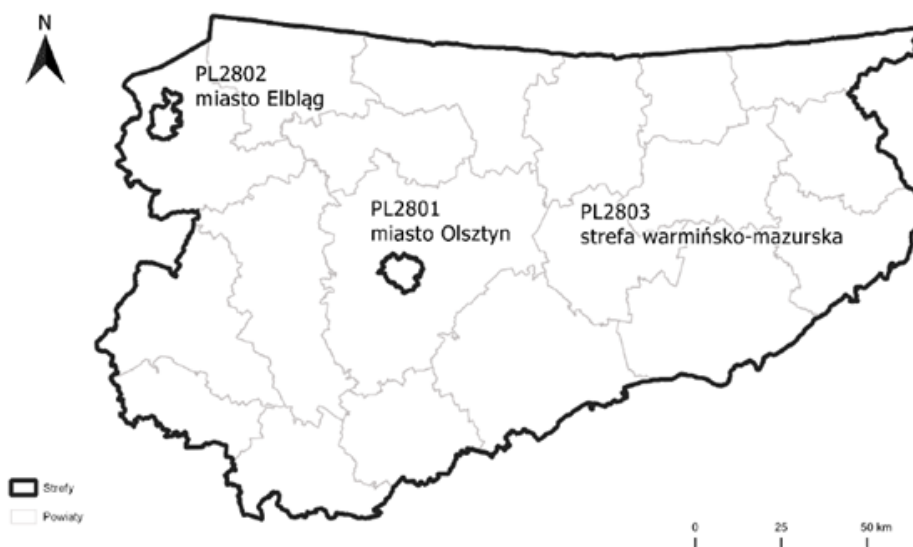 N
PL2802
miasto Elbląg
PL2801
miasto Olsztyn
PL2803
strefa warmińsko-mazurska
Strefy
Powiaty
0 25 50 km